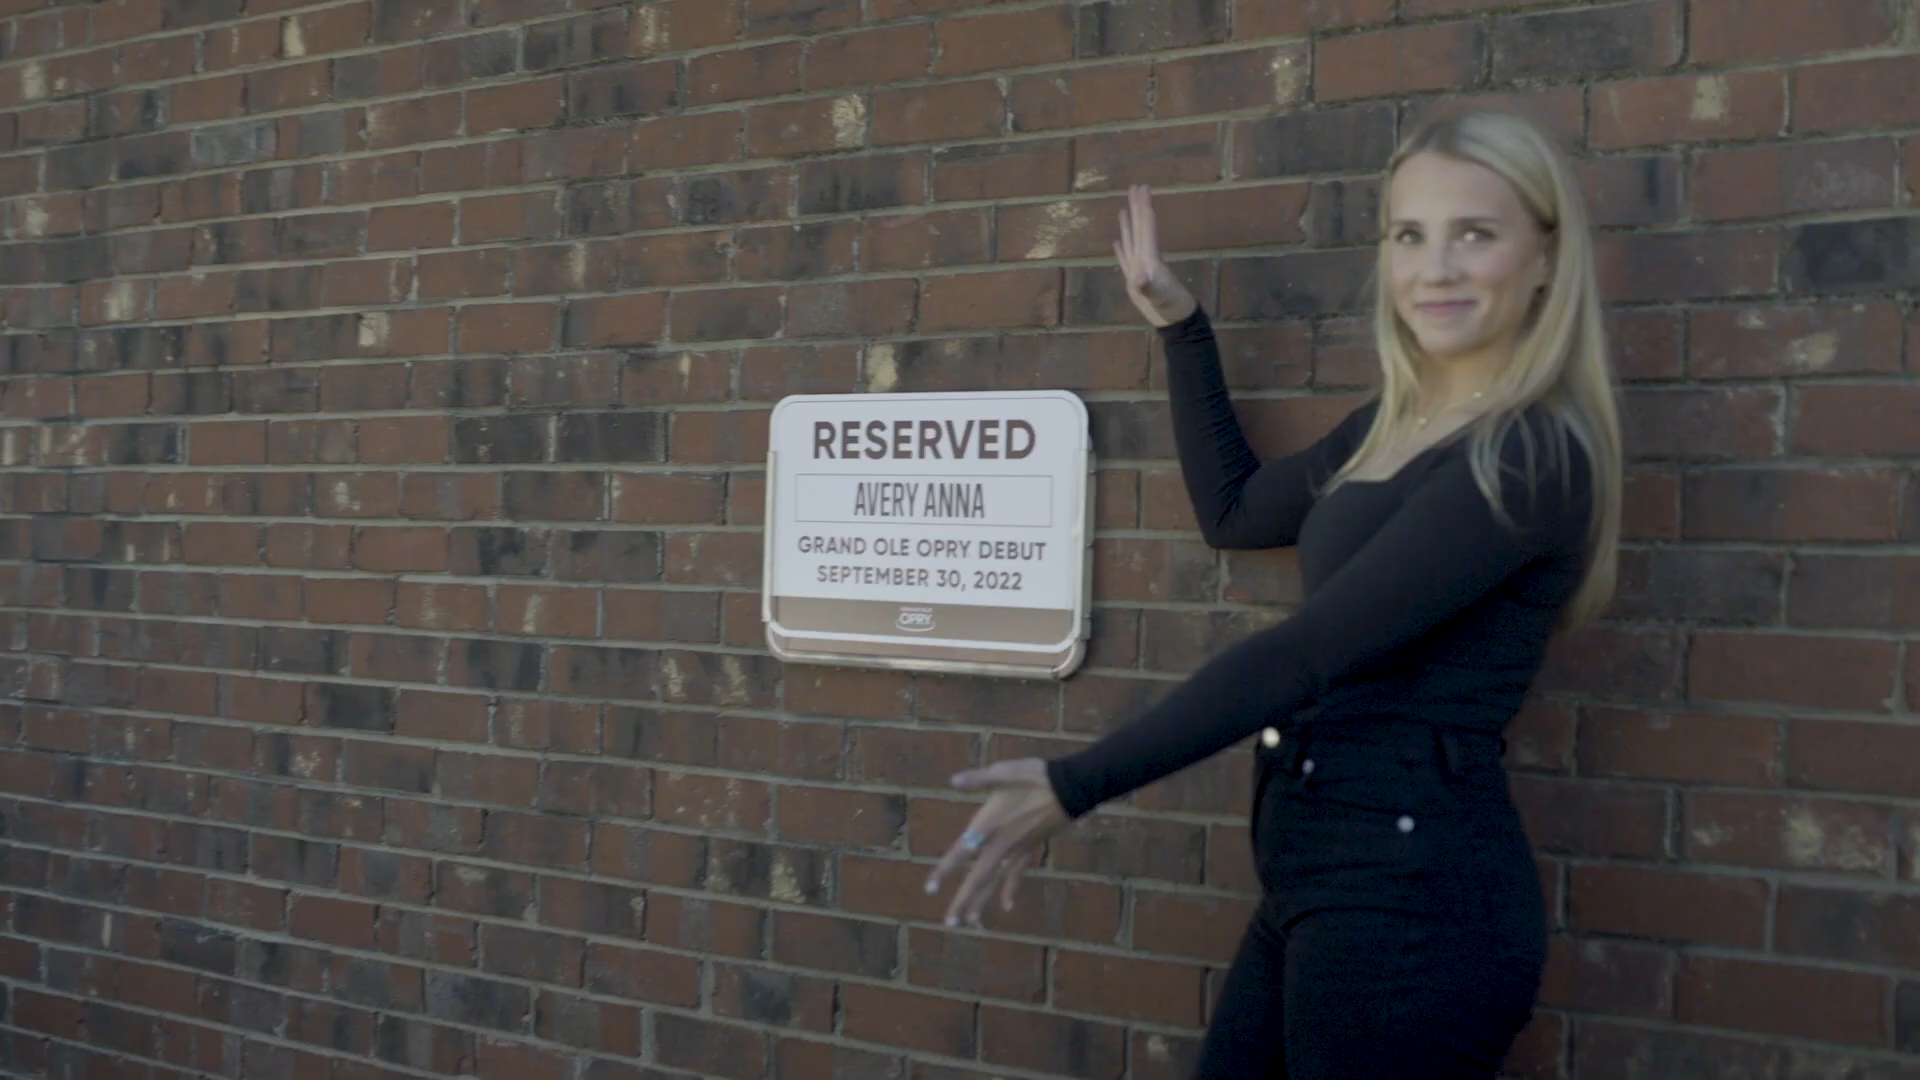 RESERVED
AVERY ANNA
GRAND OLE OPRY DEBUT
SEPTEMBER 30, 2022
OPRY